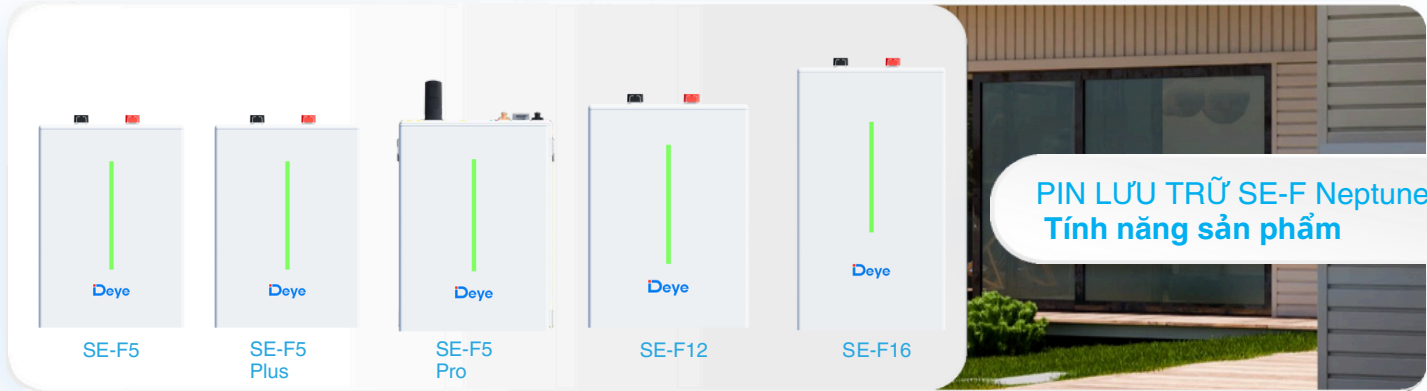 Deye
Deye
Deye
Deye
Deye
SE-F5
SE-F5
Plus
SE-F5
Pro
SE-F12
SE-F16
PIN LƯU TRỮ SE-F Neptune
Tính năng sản phẩm